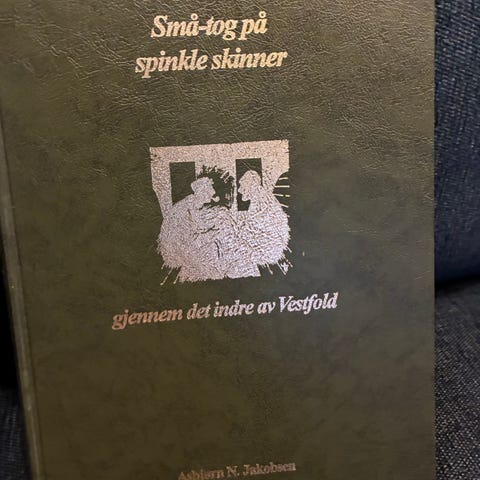 Små-tog på
spinkle skinner
gjennem det indre av Vestfold
Asbjørn N. Jakobsen